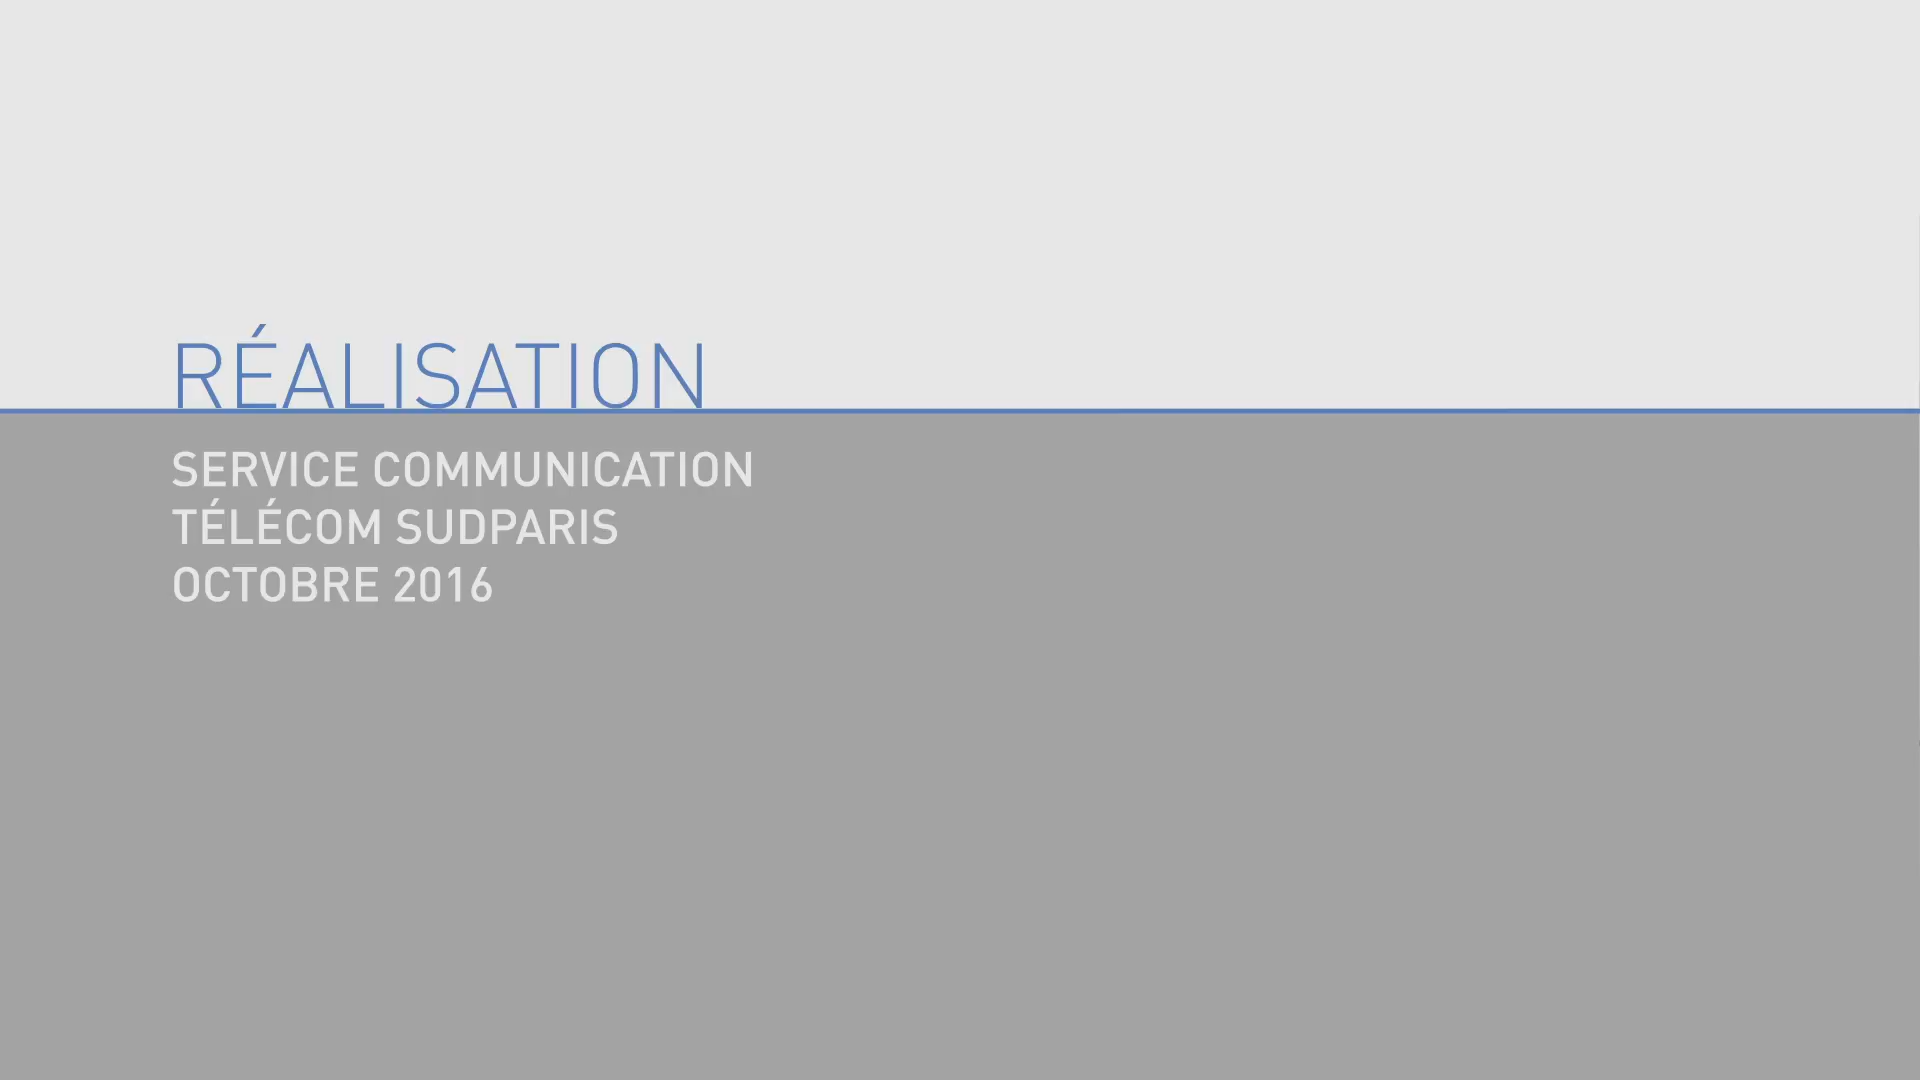 RÉALISATION
SERVICE COMMUNICATION
TÉLÉCOM SUDPARIS
OCTOBRE 2016